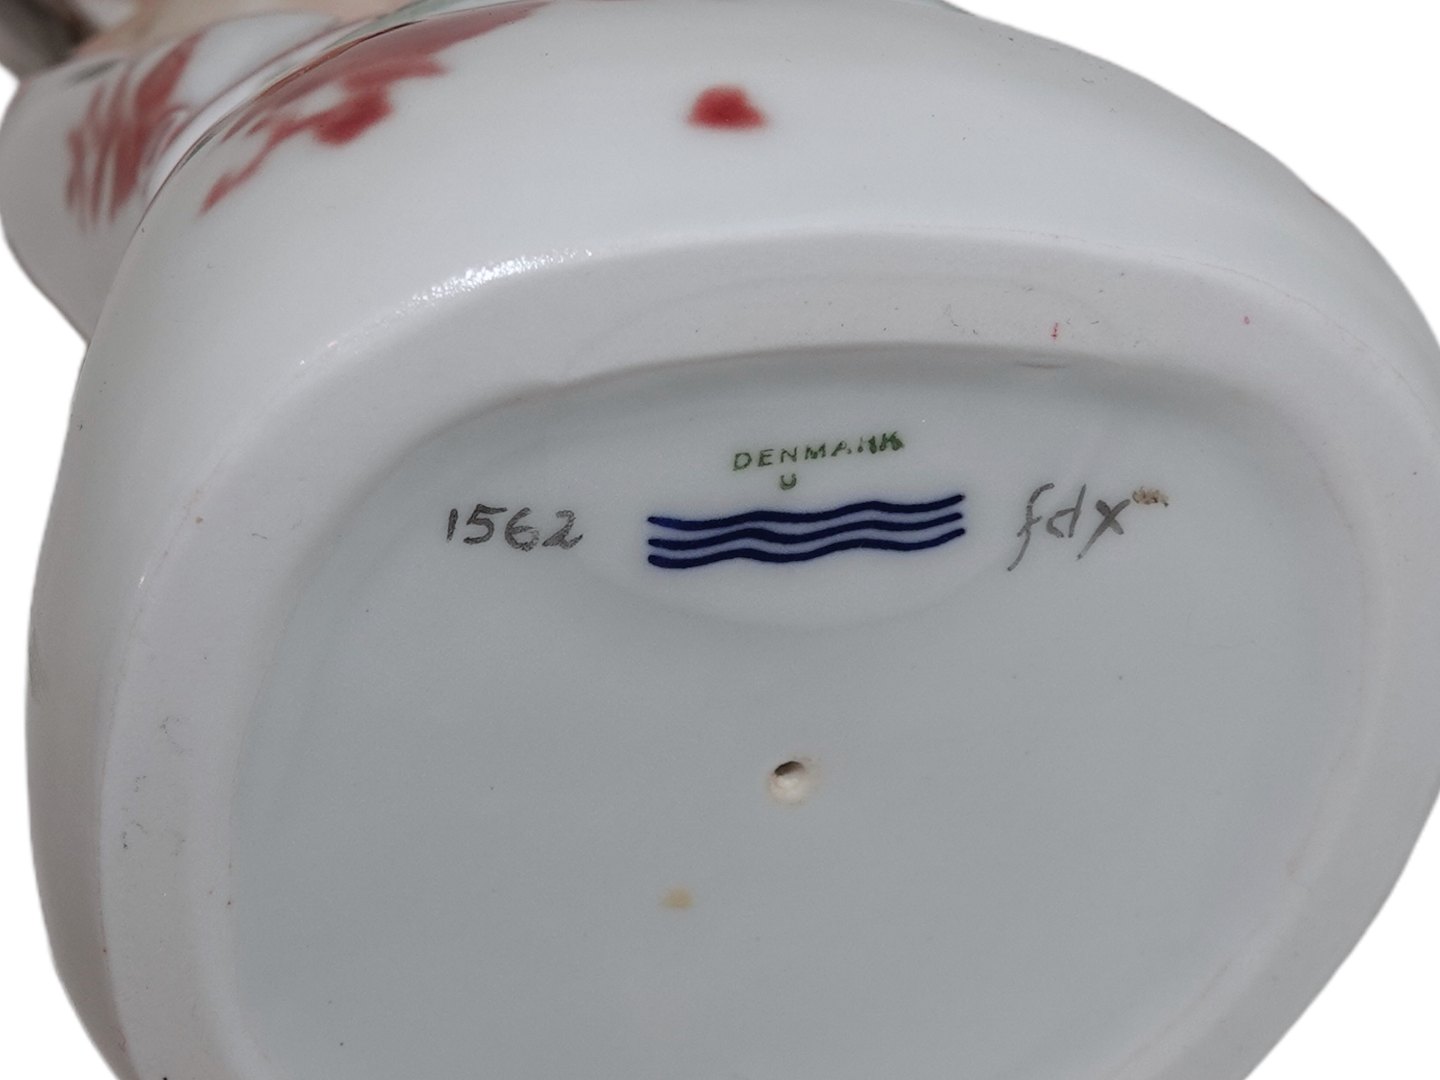 DENMARK
U
1562 fdx